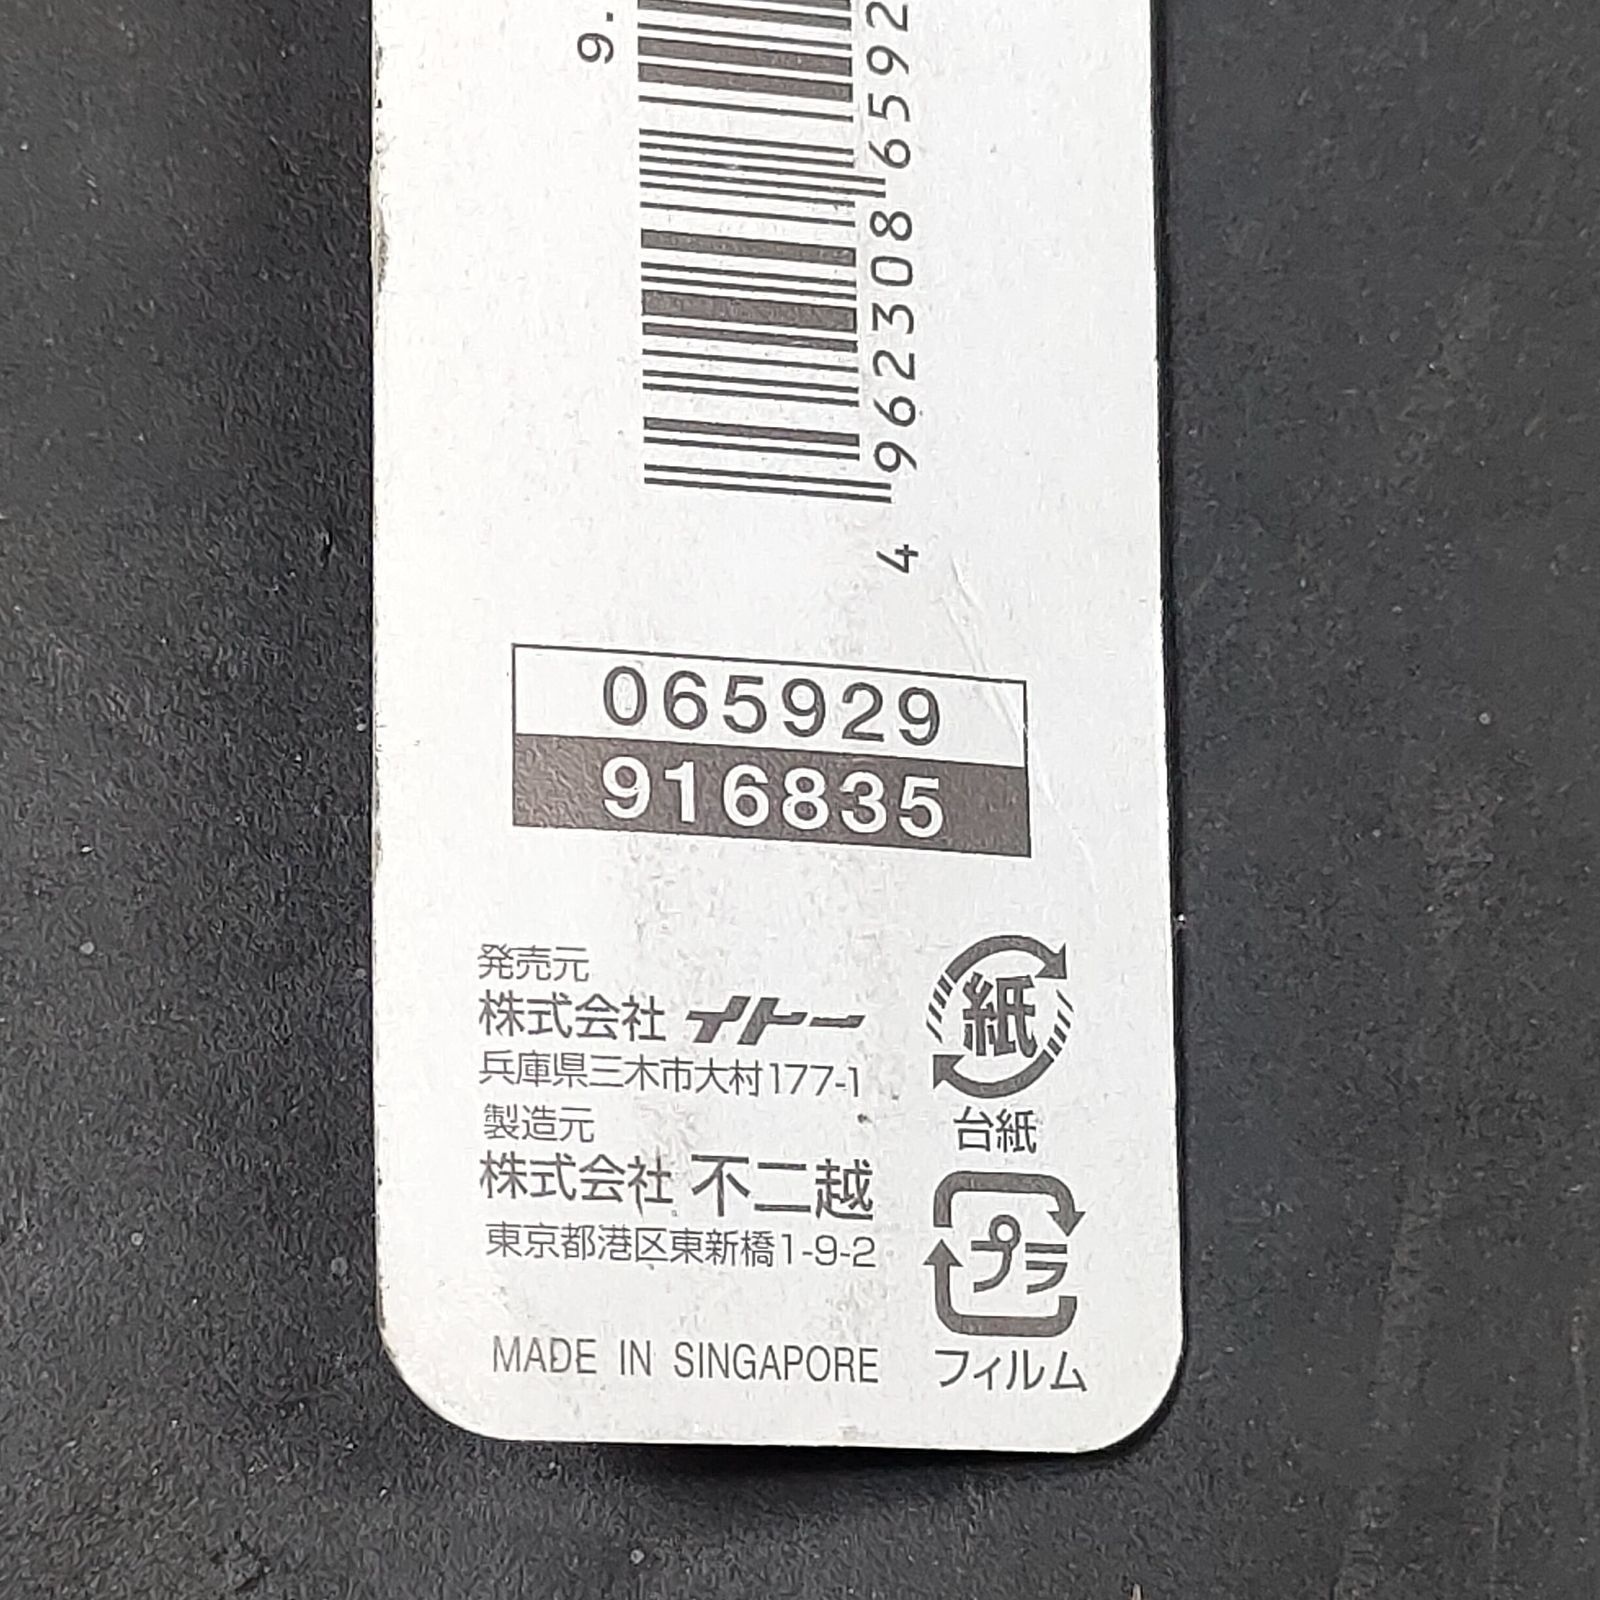 9.
4 962308 6592
065929
916835
発売元
株式会社 イトー
兵庫県三木市大村177-1
製造元
株式会社 不二越
東京都港区東新橋1-9-2
MADE IN SINGAPORE
紙
台紙
プラ
フィルム